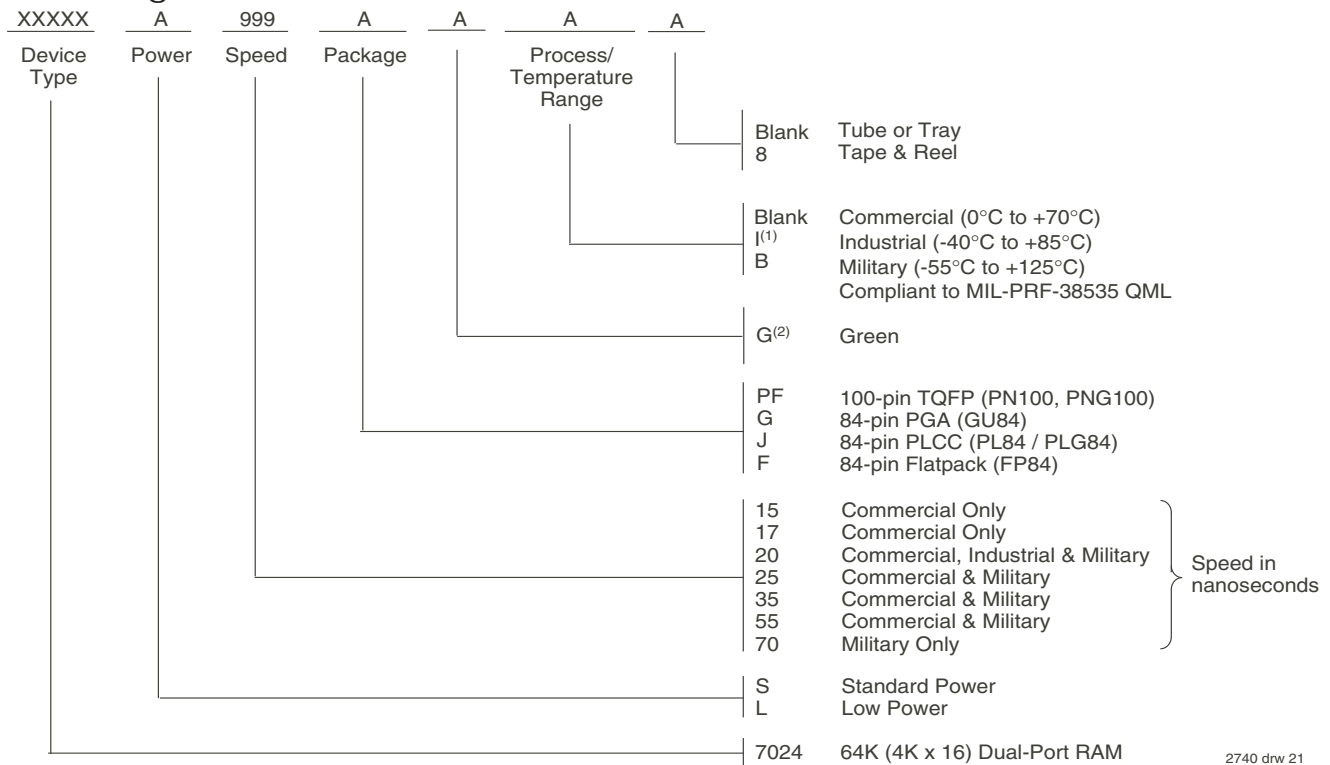 XXXXX A 999 A A A A
Device Type Power Speed Package Process/ Temperature Range
Blank Tube or Tray
8 Tape & Reel
Blank Commercial (0°C to +70°C)
I(1) Industrial (-40°C to +85°C)
B Military (-55°C to +125°C)
Compliant to MIL-PRF-38535 QML
G(2) Green
PF 100-pin TQFP (PN100, PNG100)
G 84-pin PGA (GU84)
J 84-pin PLCC (PL84 / PLG84)
F 84-pin Flatpack (FP84)
15 Commercial Only
17 Commercial Only
20 Commercial, Industrial & Military
25 Commercial & Military
35 Commercial & Military
55 Commercial & Military
70 Military Only
Speed in
nanoseconds
S Standard Power
L Low Power
7024 64K (4K x 16) Dual-Port RAM
2740 drw 21